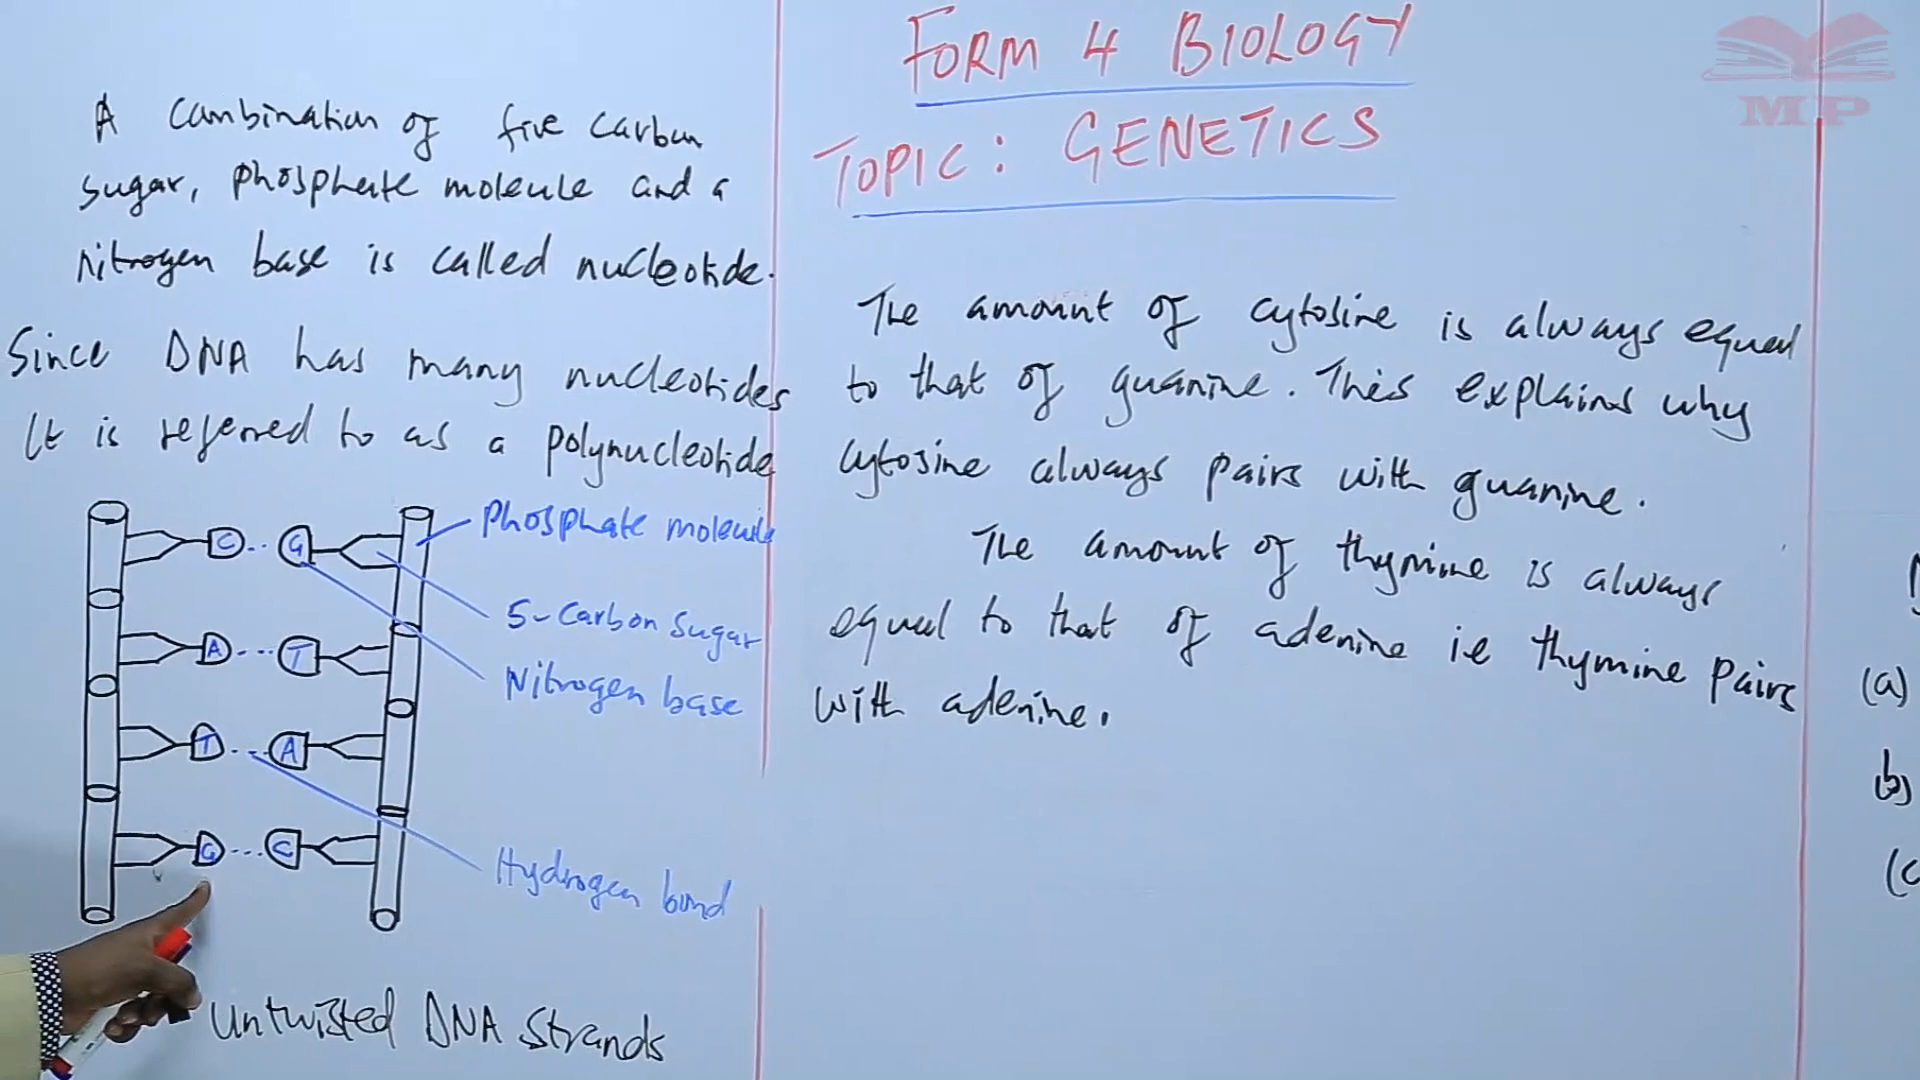 FORM 4 BIOLOGY
TOPIC: GENETICS
A combination of five carbon
sugar, phosphate molecule and a
nitrogen base is called nucleotide.
Since DNA has many nucleotides
It is referred to as a polynucleotide
C G
A T
T A
G C
Phosphate molecule
5-Carbon sugar
Nitrogen base
Hydrogen bond
Untwisted DNA strands
The amount of cytosine is always equal
to that of guanine. This explains why
cytosine always pairs with guanine.
The amount of thymine is always
equal to that of adenine ie thymine pairs
with adenine.
(a)
b)
(c
MP